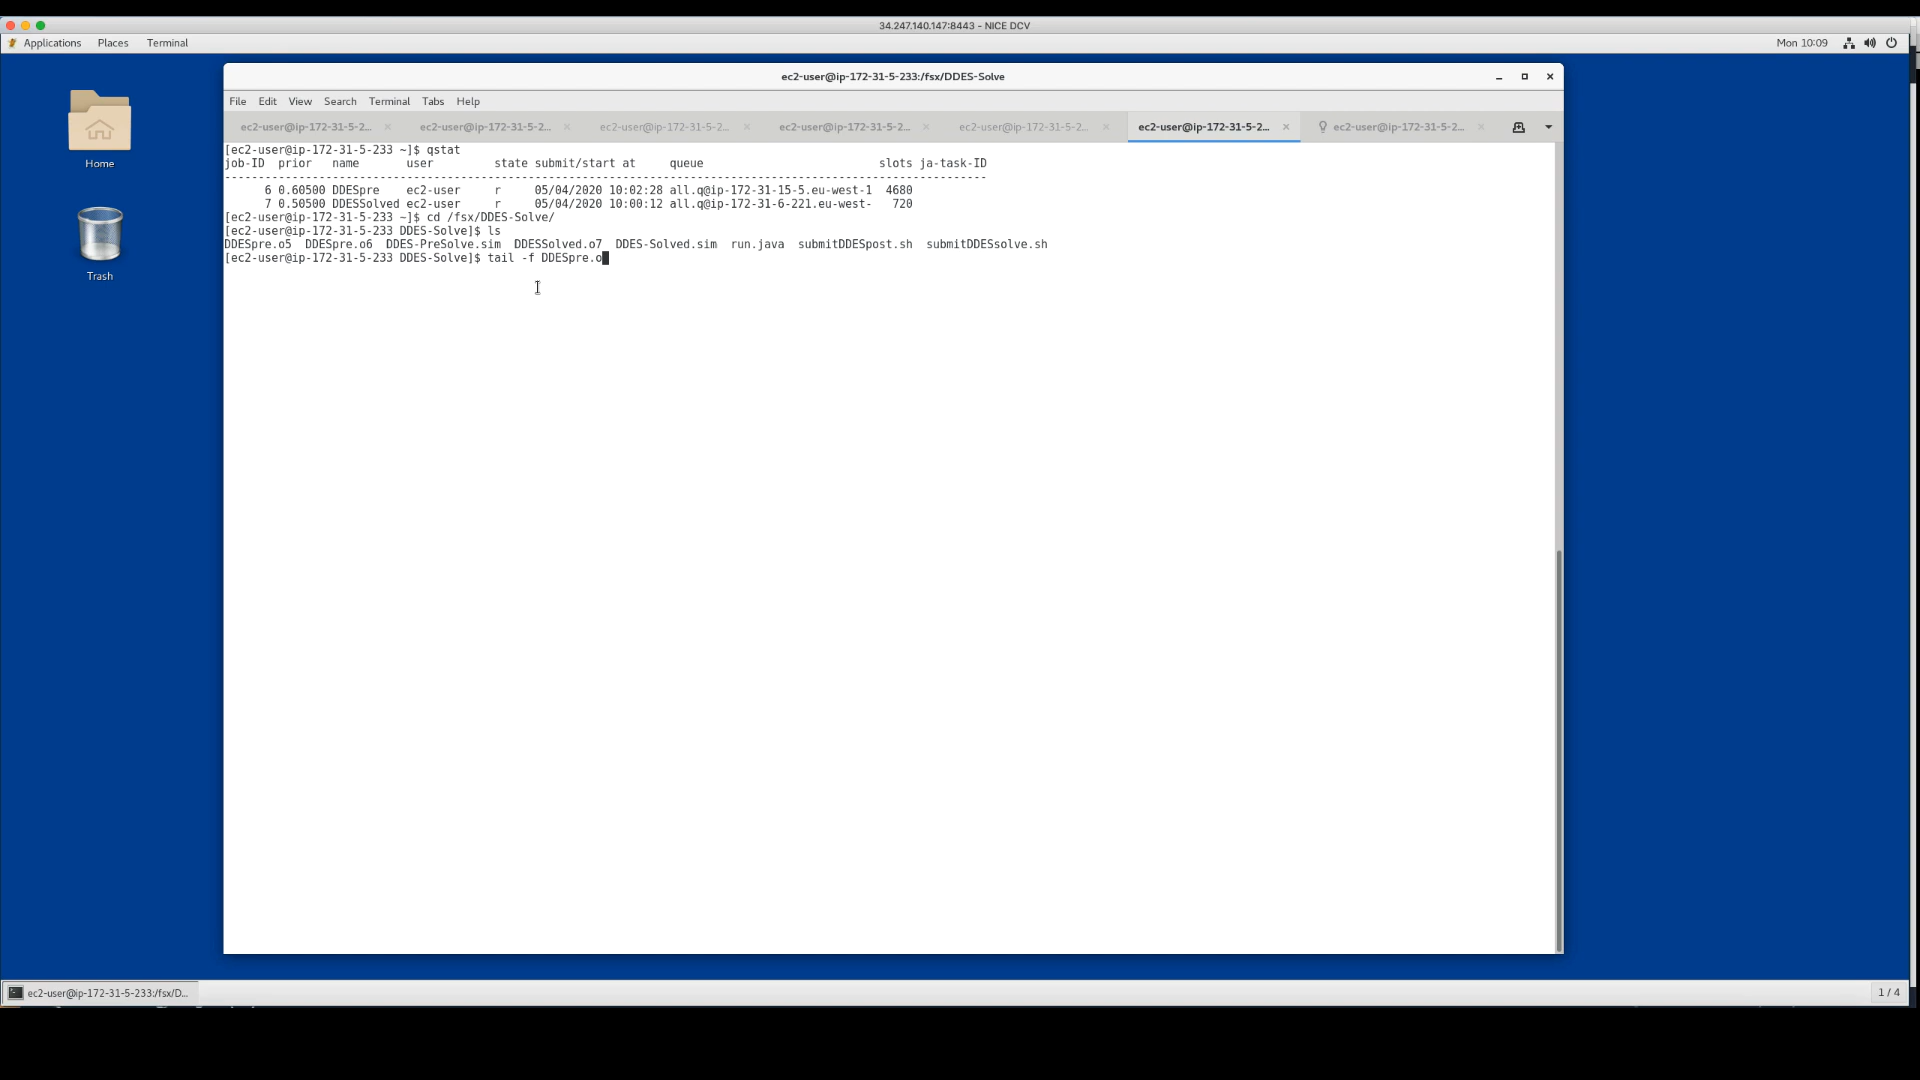 34.247.140.147:8443 - NICE DCV
Applications Places Terminal Mon 10:09
ec2-user@ip-172-31-5-233:/fsx/DDES-Solve
File Edit View Search Terminal Tabs Help
ec2-user@ip-172-31-5-2... ec2-user@ip-172-31-5-2... ec2-user@ip-172-31-5-2... ec2-user@ip-172-31-5-2... ec2-user@ip-172-31-5-2... ec2-user@ip-172-31-5-2... ec2-user@ip-172-31-5-2...
Home
Trash
[ec2-user@ip-172-31-5-233 ~]$ qstat
job-ID prior name user state submit/start at queue slots ja-task-ID
-----------------------------------------------------------------------------------------------------------------
6 0.60500 DDESpre ec2-user r 05/04/2020 10:02:28 all.q@ip-172-31-15-5.eu-west-1 4680
7 0.50500 DDESSolved ec2-user r 05/04/2020 10:00:12 all.q@ip-172-31-6-221.eu-west- 720
[ec2-user@ip-172-31-5-233 ~]$ cd /fsx/DDES-Solve/
[ec2-user@ip-172-31-5-233 DDES-Solve]$ ls
DDESpre.o5 DDESpre.o6 DDES-PreSolve.sim DDESSolved.o7 DDES-Solved.sim run.java submitDDESpost.sh submitDDESsolve.sh
[ec2-user@ip-172-31-5-233 DDES-Solve]$ tail -f DDESpre.o
ec2-user@ip-172-31-5-233:/fsx/D...
1 / 4